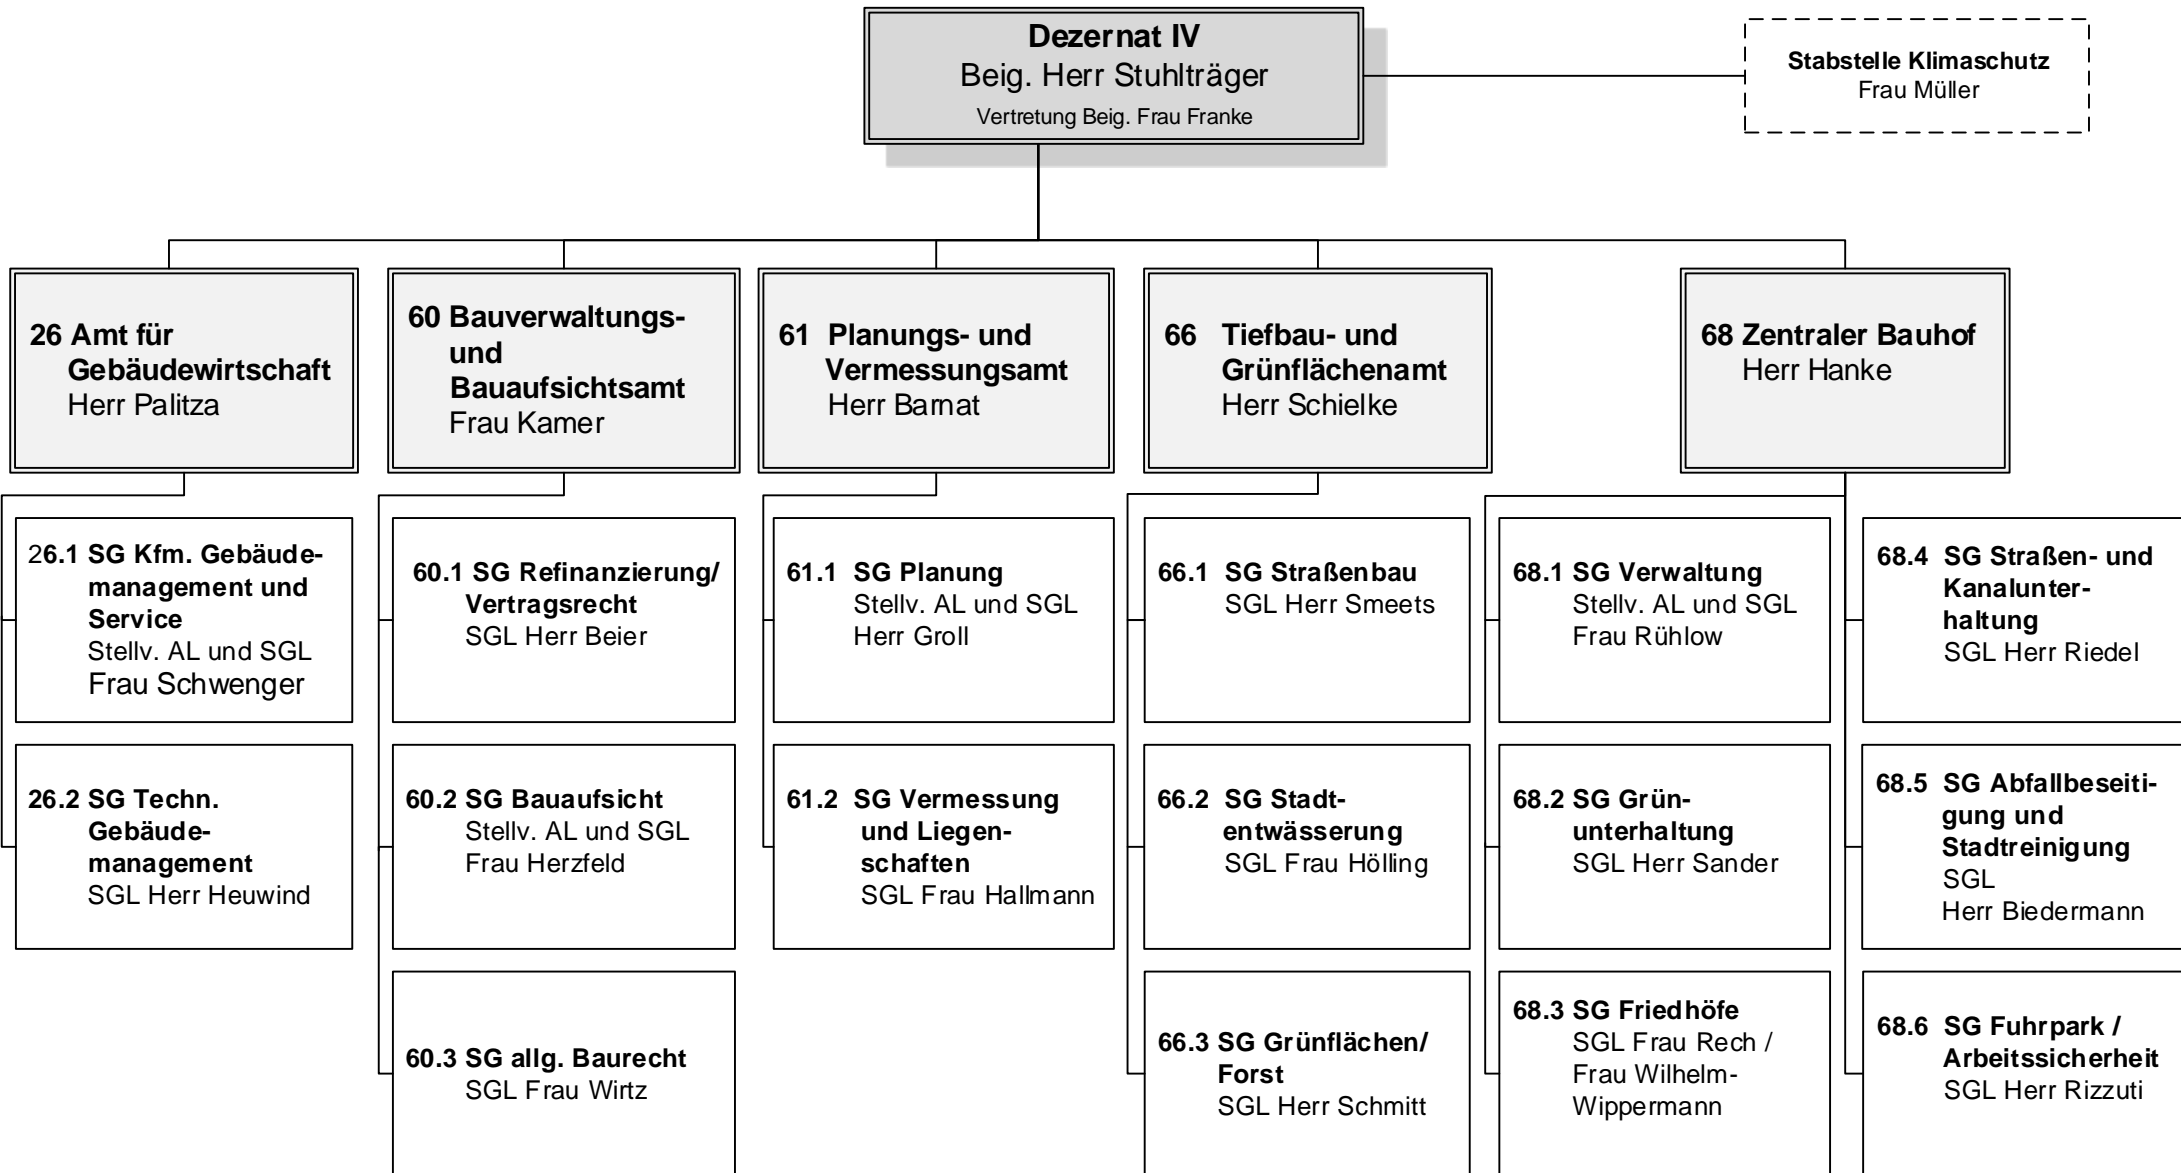 Dezernat IV
Beig. Herr Stuhlträger
Vertretung Beig. Frau Franke
Stabstelle Klimaschutz
Frau Müller
26 Amt für
Gebäudewirtschaft
Herr Palitza
60 Bauverwaltungs-
und
Bauaufsichtsamt
Frau Kamer
61 Planungs- und
Vermessungsamt
Herr Barnat
66 Tiefbau- und
Grünflächenamt
Herr Schielke
68 Zentraler Bauhof
Herr Hanke
26.1 SG Kfm. Gebäude-
management und
Service
Stellv. AL und SGL
Frau Schwenger
60.1 SG Refinanzierung/
Vertragsrecht
SGL Herr Beier
61.1 SG Planung
Stellv. AL und SGL
Herr Groll
66.1 SG Straßenbau
SGL Herr Smeets
68.1 SG Verwaltung
Stellv. AL und SGL
Frau Rühlow
68.4 SG Straßen- und
Kanalunter-
haltung
SGL Herr Riedel
26.2 SG Techn.
Gebäude-
management
SGL Herr Heuwind
60.2 SG Bauaufsicht
Stellv. AL und SGL
Frau Herzfeld
61.2 SG Vermessung
und Liegen-
schaften
SGL Frau Hallmann
66.2 SG Stadt-
entwässerung
SGL Frau Hölling
68.2 SG Grün-
unterhaltung
SGL Herr Sander
68.5 SG Abfallbeseiti-
gung und
Stadtreinigung
SGL
Herr Biedermann
60.3 SG allg. Baurecht
SGL Frau Wirtz
66.3 SG Grünflächen/
Forst
SGL Herr Schmitt
68.3 SG Friedhöfe
SGL Frau Rech /
Frau Wilhelm-
Wippermann
68.6 SG Fuhrpark /
Arbeitssicherheit
SGL Herr Rizzuti